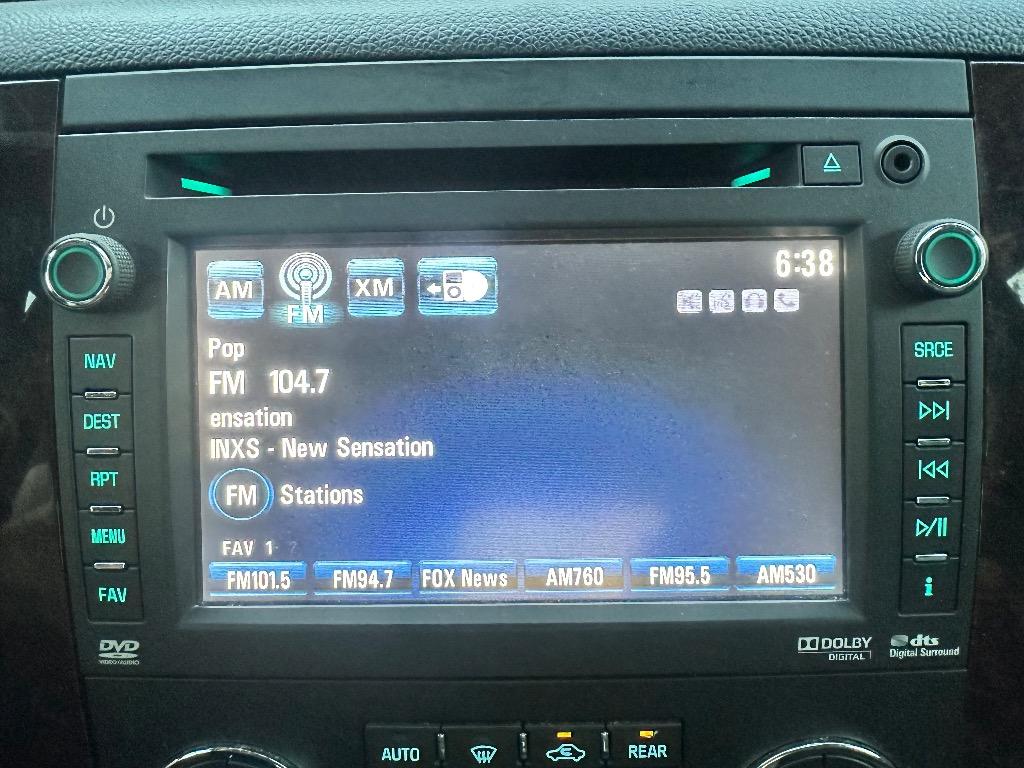 AM
FM
XM
6:38
Pop
FM 104.7
ensation
INXS - New Sensation
FM Stations
FAV 1
FM101.5
FM94.7
FOX News
AM760
FM95.5
AM530
NAV
DEST
RPT
MENU
FAV
SRCE
i
DVD
VIDEO/AUDIO
DOLBY
DIGITAL
dts
Digital Surround
AUTO
REAR